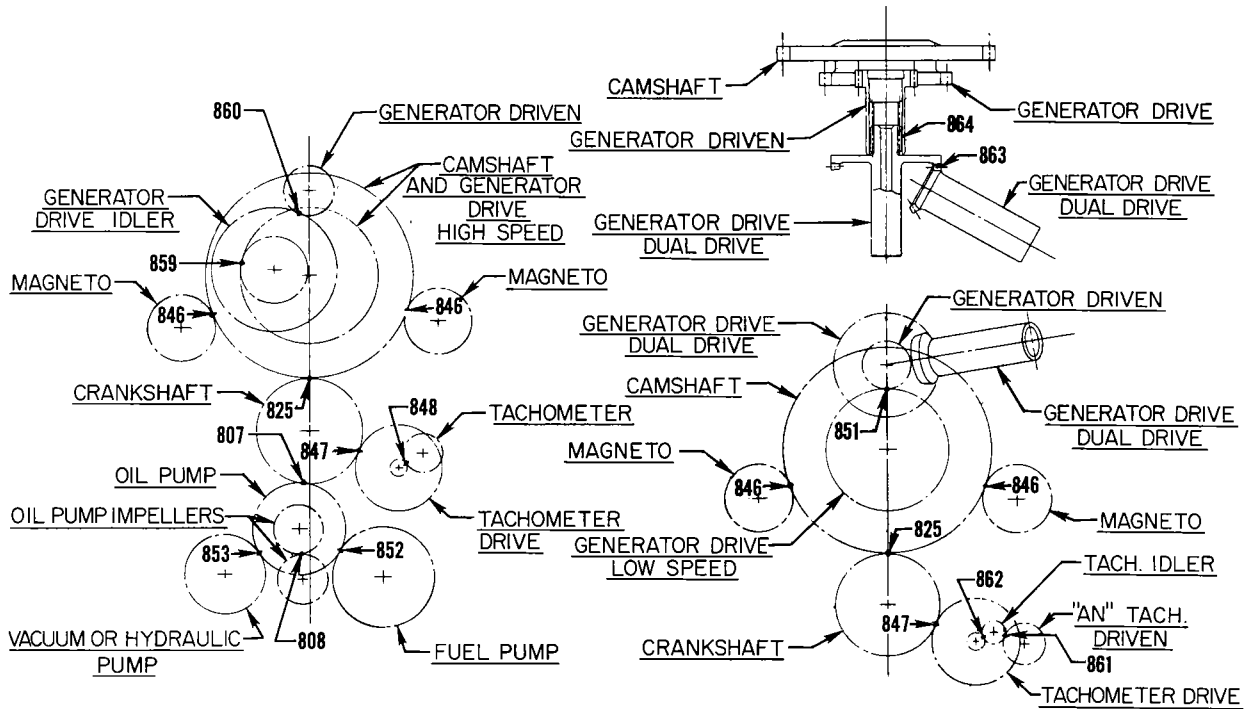 860
GENERATOR DRIVEN
CAMSHAFT
AND GENERATOR
DRIVE
HIGH SPEED
GENERATOR
DRIVE IDLER
859
MAGNETO
846
846
MAGNETO
CRANKSHAFT
825
848
TACHOMETER
807
847
OIL PUMP
OIL PUMP IMPELLERS
TACHOMETER
DRIVE
853
852
VACUUM OR HYDRAULIC
PUMP
808
FUEL PUMP
CAMSHAFT
GENERATOR DRIVE
GENERATOR DRIVEN
864
863
GENERATOR DRIVE
DUAL DRIVE
GENERATOR DRIVE
DUAL DRIVE
GENERATOR DRIVEN
GENERATOR DRIVE
DUAL DRIVE
CAMSHAFT
GENERATOR DRIVE
DUAL DRIVE
851
MAGNETO
846
846
MAGNETO
825
GENERATOR DRIVE
LOW SPEED
TACH. IDLER
862
"AN" TACH.
DRIVEN
847
861
CRANKSHAFT
TACHOMETER DRIVE